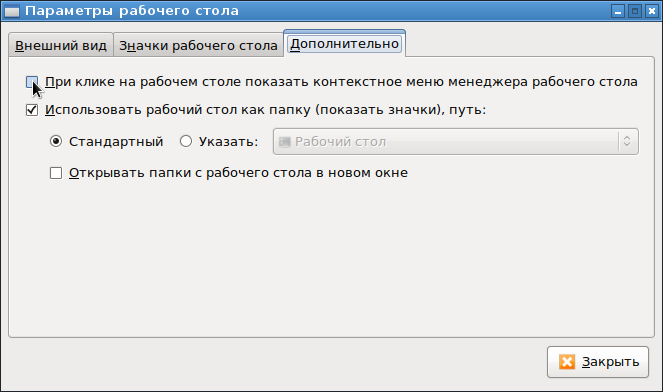 Параметры рабочего стола
Внешний вид Значки рабочего стола Дополнительно
При клике на рабочем столе показать контекстное меню менеджера рабочего стола
Использовать рабочий стол как папку (показать значки), путь:
Стандартный Указать: Рабочий стол
Открывать папки с рабочего стола в новом окне
Закрыть